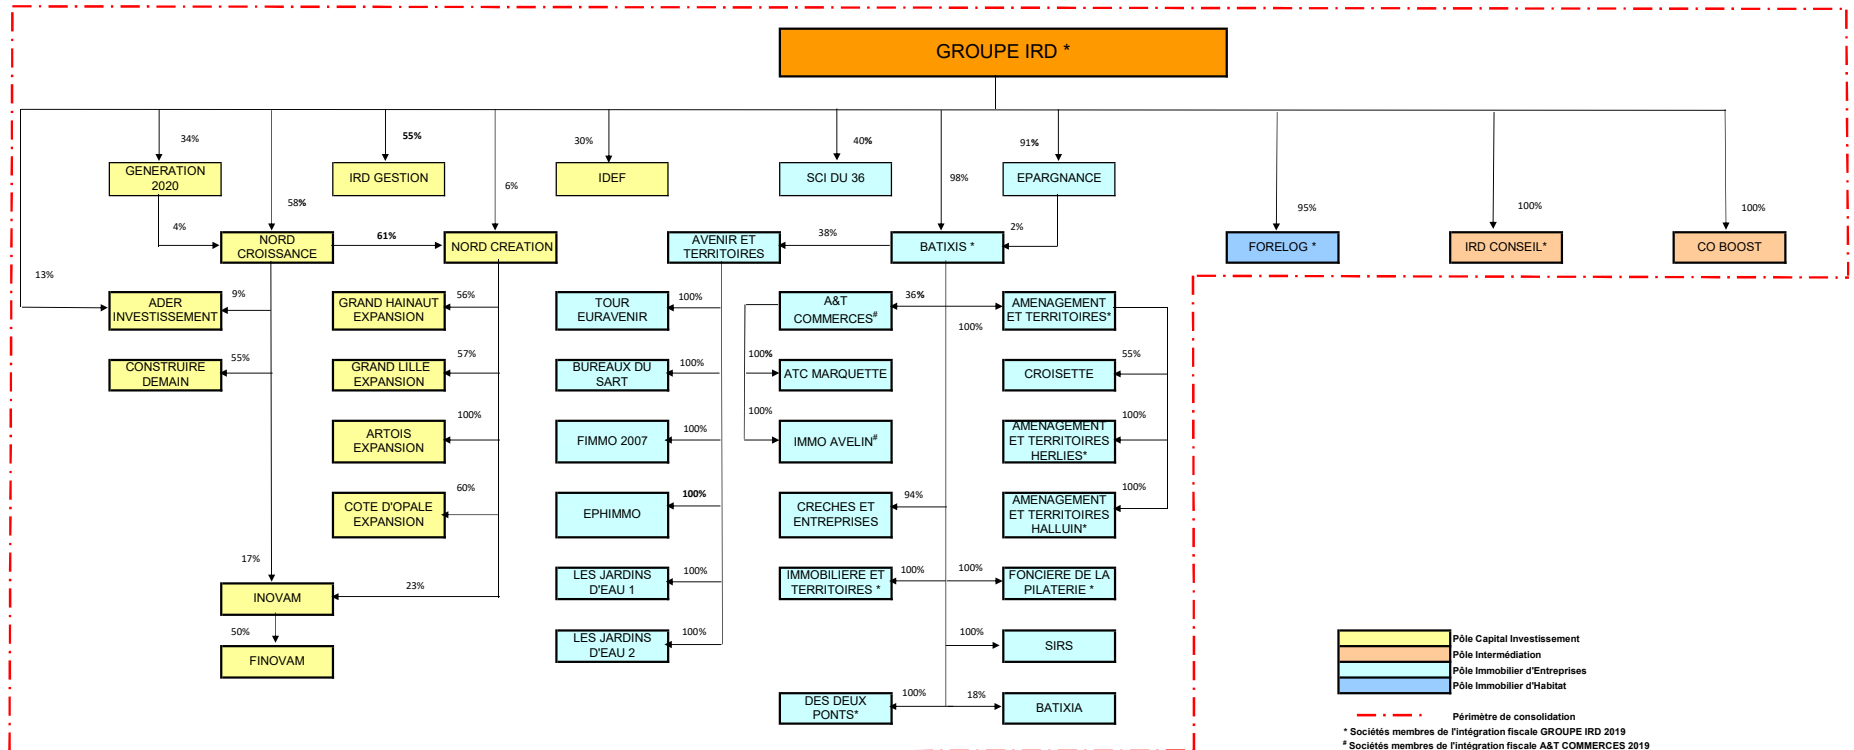 GROUPE IRD *
34%
55%
30%
40%
91%
GENERATION
2020
IRD GESTION
IDEF
SCI DU 36
EPARGNANCE
58%
6%
98%
95%
100%
100%
4%
61%
38%
2%
NORD
CROISSANCE
NORD CREATION
AVENIR ET
TERRITOIRES
BATIXIS *
FORELOG *
IRD CONSEIL*
CO BOOST
13%
9%
56%
100%
36%
100%
ADER
INVESTISSEMENT
GRAND HAINAUT
EXPANSION
TOUR
EURAVENIR
A&T
COMMERCES#
AMENAGEMENT
ET TERRITOIRES*
55%
57%
100%
100%
55%
CONSTRUIRE
DEMAIN
GRAND LILLE
EXPANSION
BUREAUX DU
SART
ATC MARQUETTE
CROISETTE
100%
100%
100%
100%
ARTOIS
EXPANSION
FIMMO 2007
IMMO AVELIN#
AMENAGEMENT
ET TERRITOIRES
HERLIES*
60%
100%
94%
100%
COTE D'OPALE
EXPANSION
EPHIMMO
CRECHES ET
ENTREPRISES
AMENAGEMENT
ET TERRITOIRES
HALLUIN*
17%
23%
100%
100%
100%
INOVAM
LES JARDINS
D'EAU 1
IMMOBILIERE ET
TERRITOIRES *
FONCIERE DE LA
PILATERIE *
50%
100%
100%
FINOVAM
LES JARDINS
D'EAU 2
SIRS
100%
18%
DES DEUX
PONTS*
BATIXIA
Pôle Capital Investissement
Pôle Intermédiation
Pôle Immobilier d'Entreprises
Pôle Immobilier d'Habitat
Périmètre de consolidation
* Sociétés membres de l'intégration fiscale GROUPE IRD 2019
# Sociétés membres de l'intégration fiscale A&T COMMERCES 2019